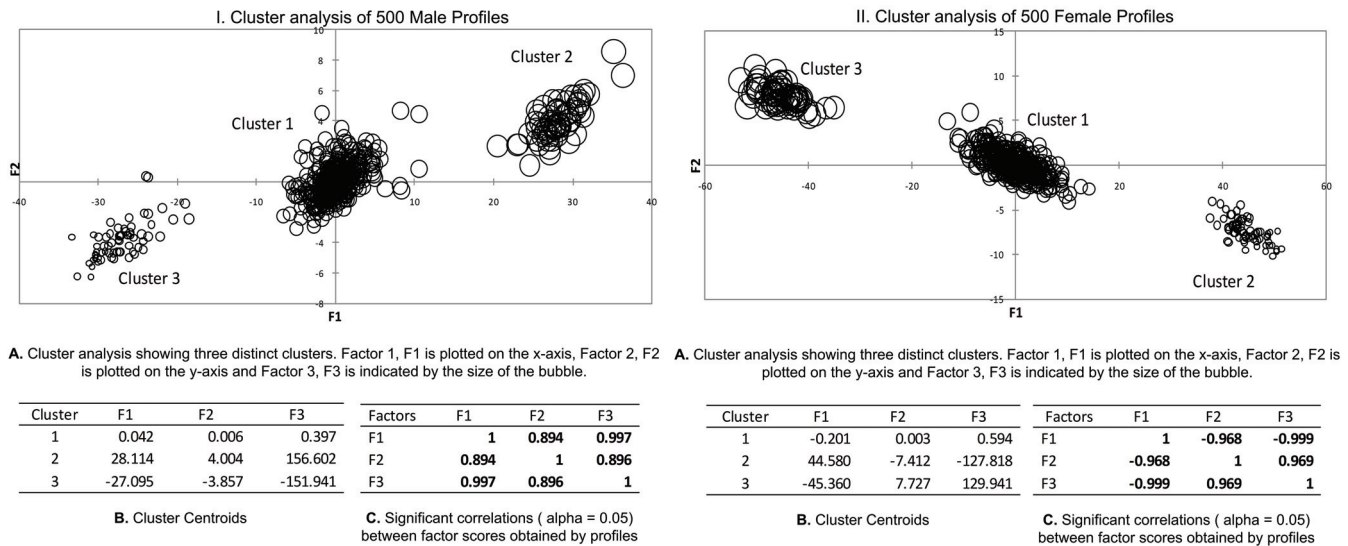 I. Cluster analysis of 500 Male Profiles
10
8
6
4
-4
-6
-8
-40
-30
-20
-10
10
20
30
40
F2
F1
Cluster 1
Cluster 2
Cluster 3
A. Cluster analysis showing three distinct clusters. Factor 1, F1 is plotted on the x-axis, Factor 2, F2
is plotted on the y-axis and Factor 3, F3 is indicated by the size of the bubble.
Cluster F1 F2 F3
1 0.042 0.006 0.397
2 28.114 4.004 156.602
3 -27.095 -3.857 -151.941
B. Cluster Centroids
Factors F1 F2 F3
F1 1 0.894 0.997
F2 0.894 1 0.896
F3 0.997 0.896 1
C. Significant correlations ( alpha = 0.05)
between factor scores obtained by profiles
II. Cluster analysis of 500 Female Profiles
15
10
5
-5
-10
-15
-60
-40
-20
20
40
60
F2
F1
Cluster 3
Cluster 1
Cluster 2
A. Cluster analysis showing three distinct clusters. Factor 1, F1 is plotted on the x-axis, Factor 2, F2 is
plotted on the y-axis and Factor 3, F3 is indicated by the size of the bubble.
Cluster F1 F2 F3
1 -0.201 0.003 0.594
2 44.580 -7.412 -127.818
3 -45.360 7.727 129.941
B. Cluster Centroids
Factors F1 F2 F3
F1 1 -0.968 -0.999
F2 -0.968 1 0.969
F3 -0.999 0.969 1
C. Significant correlations ( alpha = 0.05)
between factor scores obtained by profiles